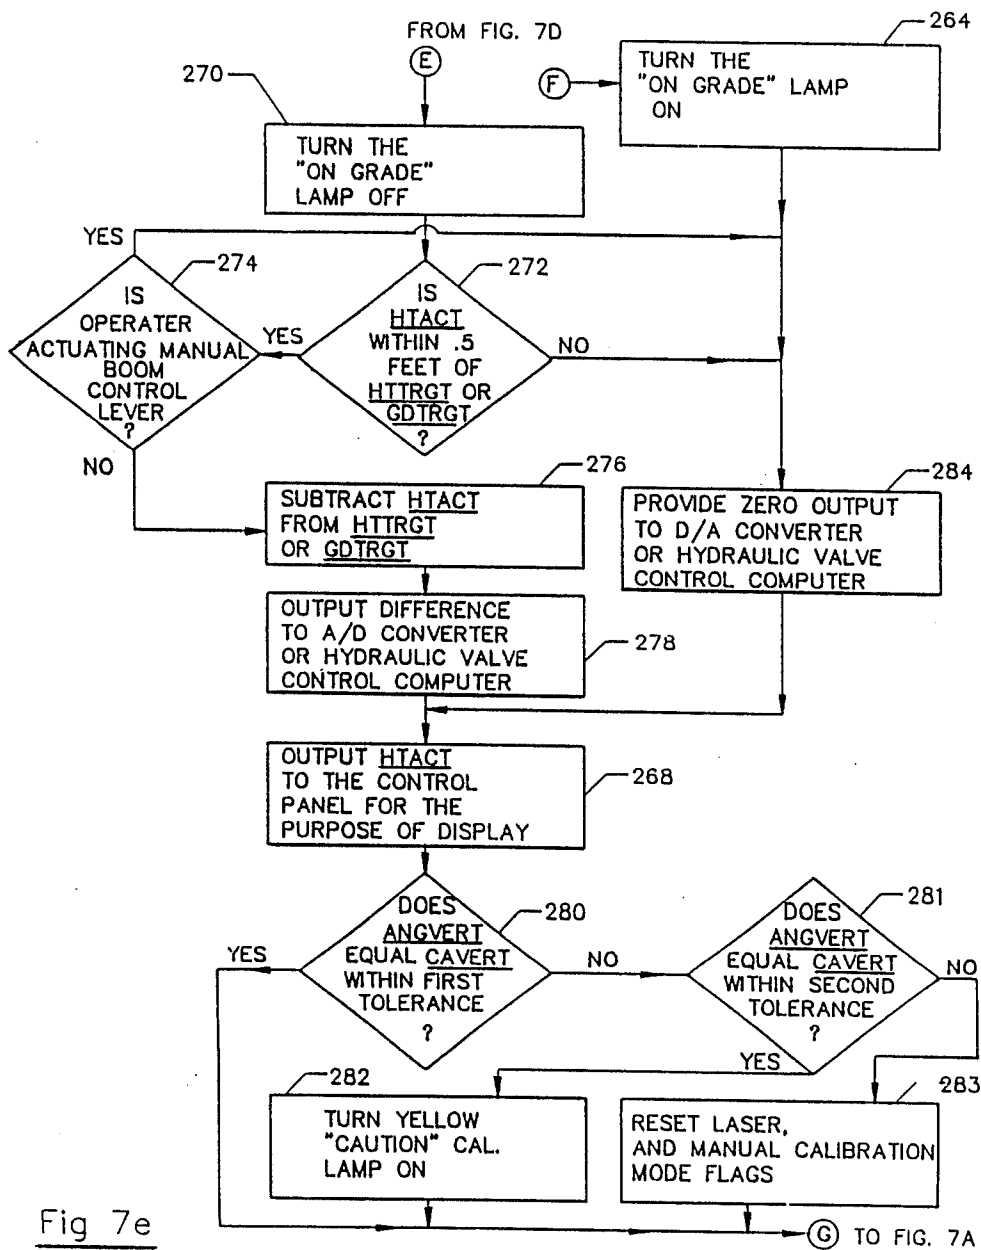 FROM FIG. 7D
E
264
270
F
TURN THE
"ON GRADE" LAMP
ON
TURN THE
"ON GRADE"
LAMP OFF
YES
274
272
IS
OPERATER
ACTUATING MANUAL
BOOM
CONTROL
LEVER
?
YES
IS
HTACT
WITHIN .5
FEET OF
HTTRGT OR
GDTRGT
?
NO
NO
276
284
SUBTRACT HTACT
FROM HTTRGT
OR GDTRGT
PROVIDE ZERO OUTPUT
TO D/A CONVERTER
OR HYDRAULIC VALVE
CONTROL COMPUTER
OUTPUT DIFFERENCE
TO A/D CONVERTER
OR HYDRAULIC VALVE
CONTROL COMPUTER
278
OUTPUT HTACT
TO THE CONTROL
PANEL FOR THE
PURPOSE OF DISPLAY
268
280
281
YES
DOES
ANGVERT
EQUAL CAVERT
WITHIN FIRST
TOLERANCE
?
NO
DOES
ANGVERT
EQUAL CAVERT
WITHIN SECOND
TOLERANCE
?
NO
YES
282
283
TURN YELLOW
"CAUTION" CAL.
LAMP ON
RESET LASER,
AND MANUAL CALIBRATION
MODE FLAGS
Fig 7e
G TO FIG. 7A